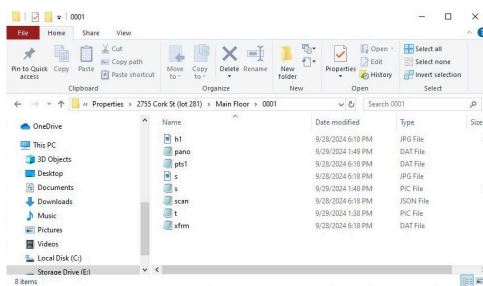 0001
File Home Share View
Pin to Quick access Copy Paste Cut Copy path Paste shortcut Move to Copy to Delete Rename New folder Properties Open Edit History Select all Select none Invert selection
Clipboard Organize New Open Select
« Properties › 2755 Cork St (lot 281) › Main Floor › 0001 Search 0001
Name Date modified Type Size
OneDrive
This PC
3D Objects
Desktop
Documents
Downloads
Music
Pictures
Videos
Local Disk (C:)
Storage Drive (E:)
h1 9/28/2024 6:18 PM JPG File
pano 9/29/2024 1:49 PM DAT File
pts1 9/28/2024 6:18 PM DAT File
s 9/28/2024 6:18 PM JPG File
s 9/29/2024 1:48 PM PIC File
scan 9/28/2024 6:18 PM JSON File
t 9/29/2024 1:38 PM PIC File
xfrm 9/28/2024 6:18 PM DAT File
8 items